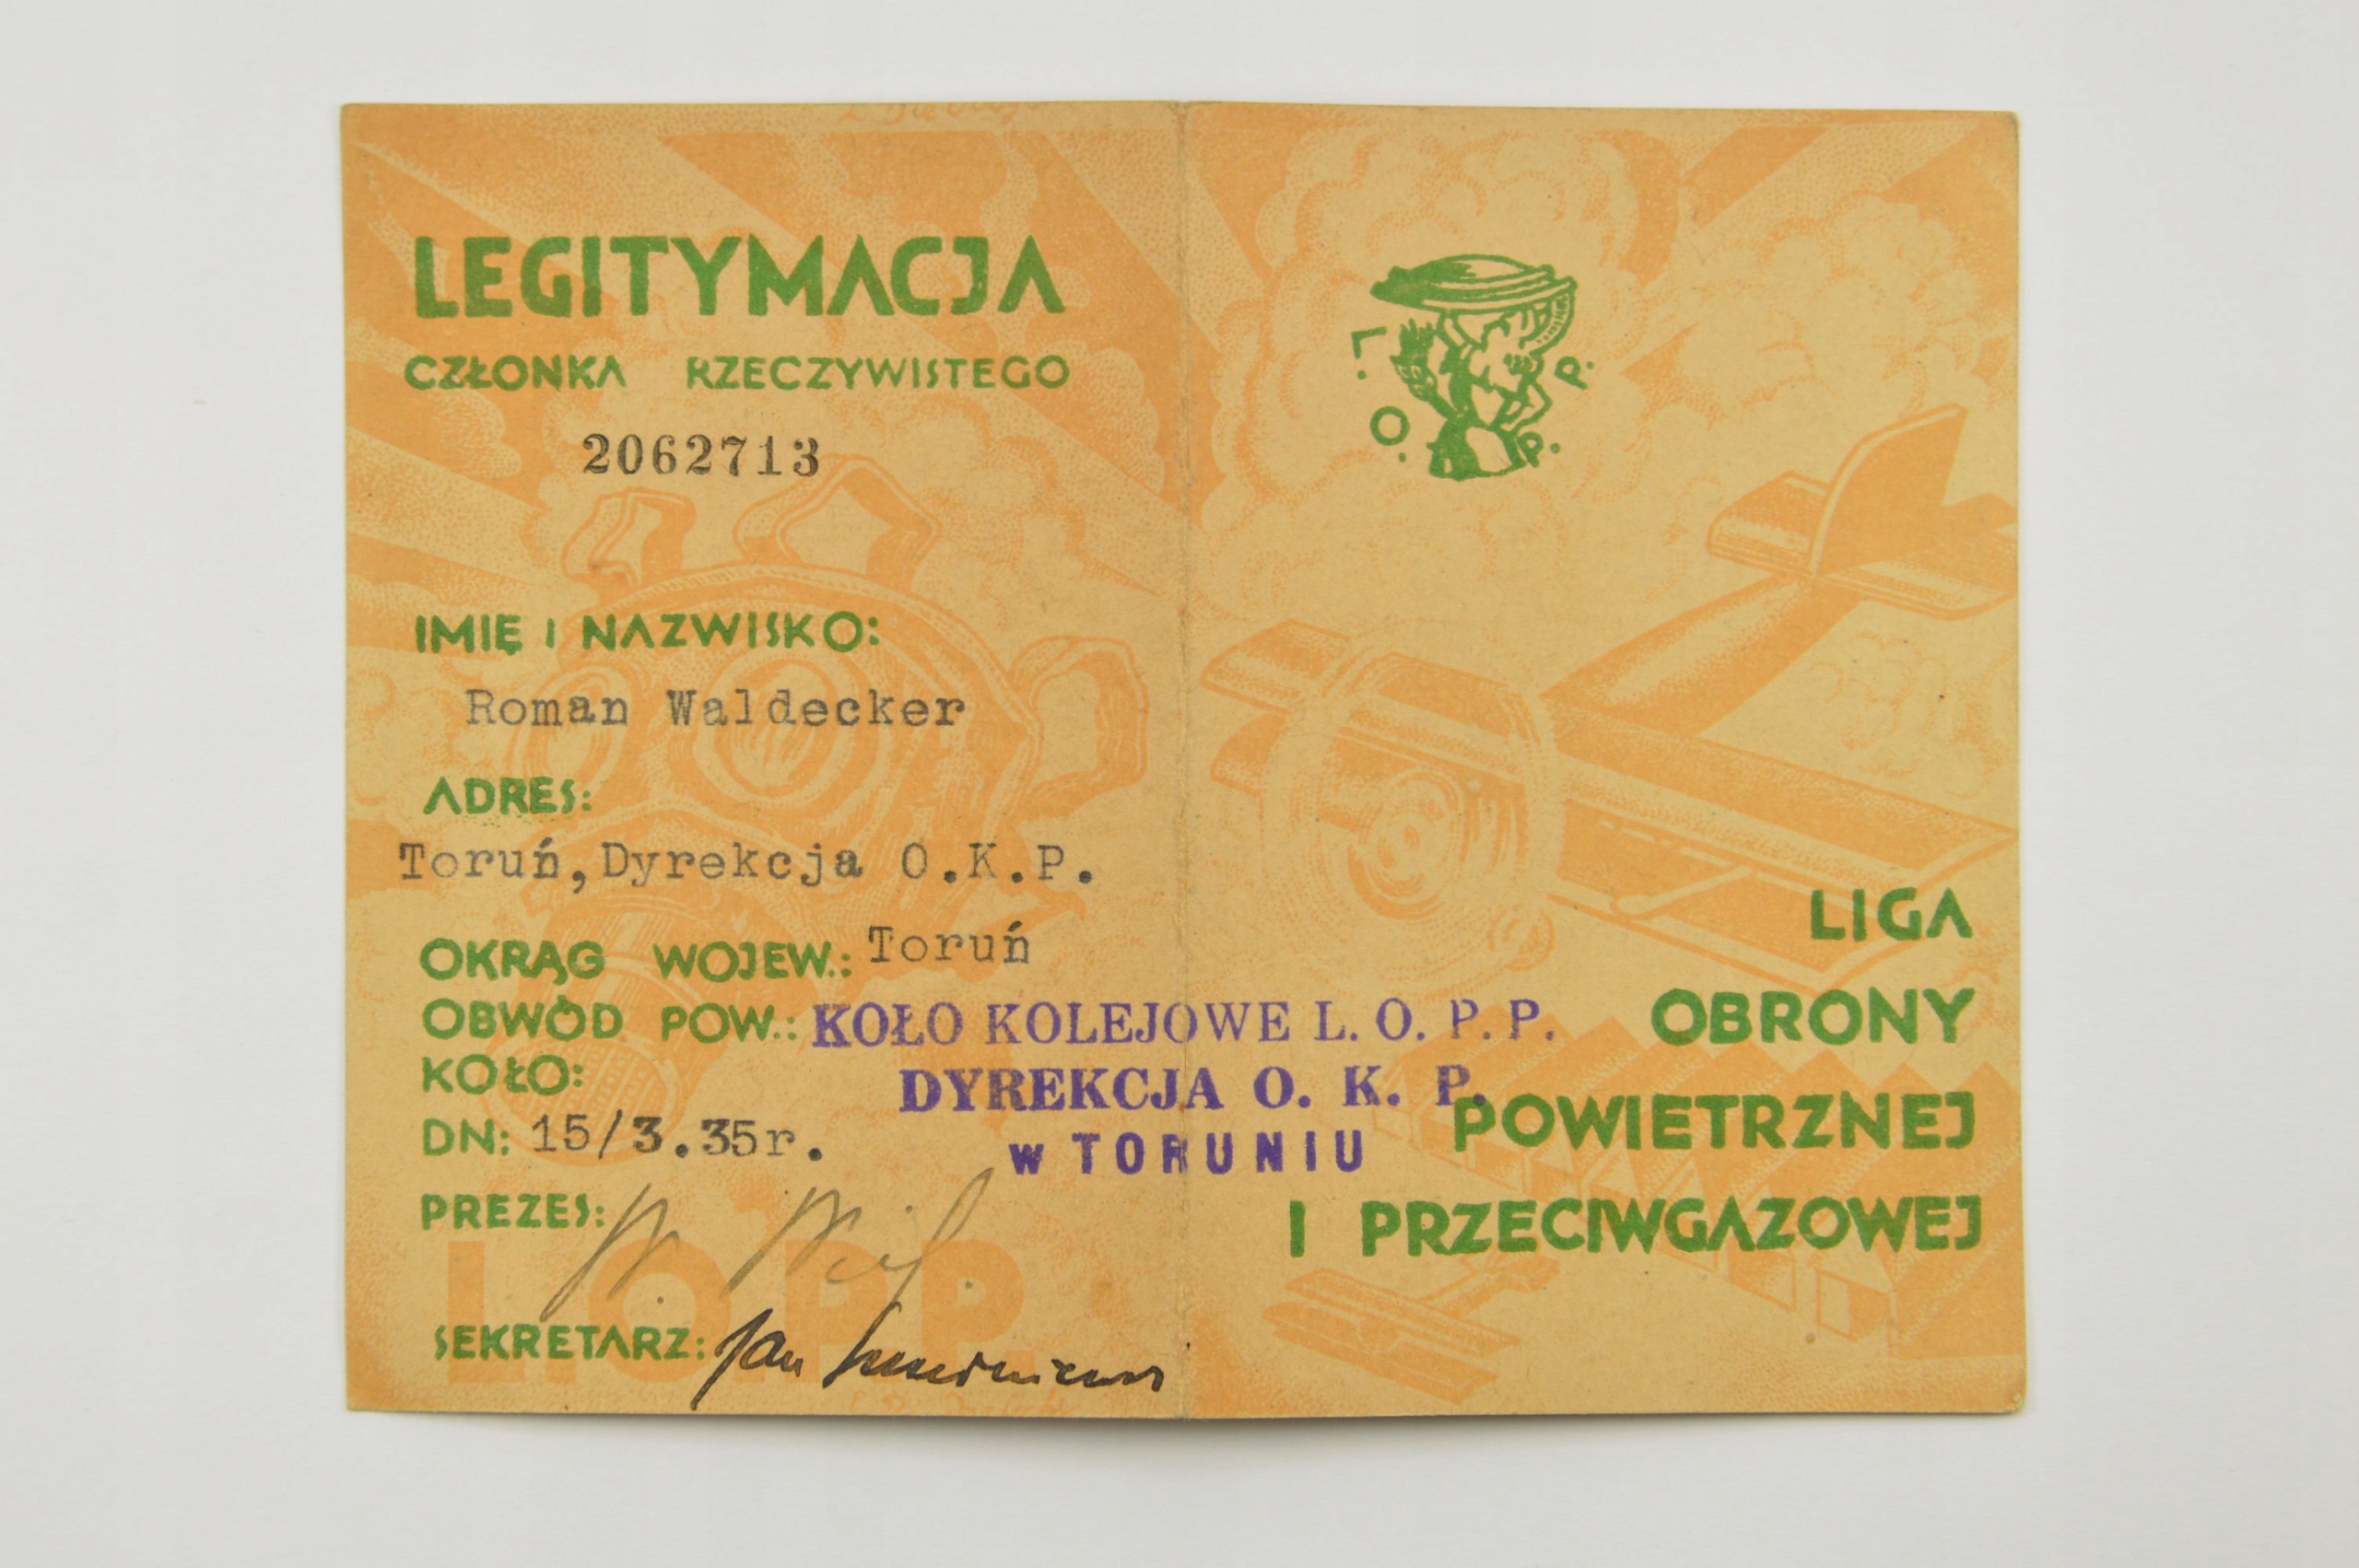 LEGITYMACJA
CZŁONKA RZECZYWISTEGO
2062713
IMIĘ I NAZWISKO:
Roman Waldecker
ADRES:
Toruń,Dyrekcja O.K.P.
OKRĄG WOJEW.: Toruń
OBWÓD POW.: KOŁO KOLEJOWE L. O. P. P.
KOŁO:
DYREKCJA O. K. P.
w TORUNIU
DN: 15/3.35r.
PREZES:
SEKRETARZ: Jan
L.O.P.P.
L. O. P. P.
LIGA
OBRONY
POWIETRZNEJ
I PRZECIWGAZOWEJ